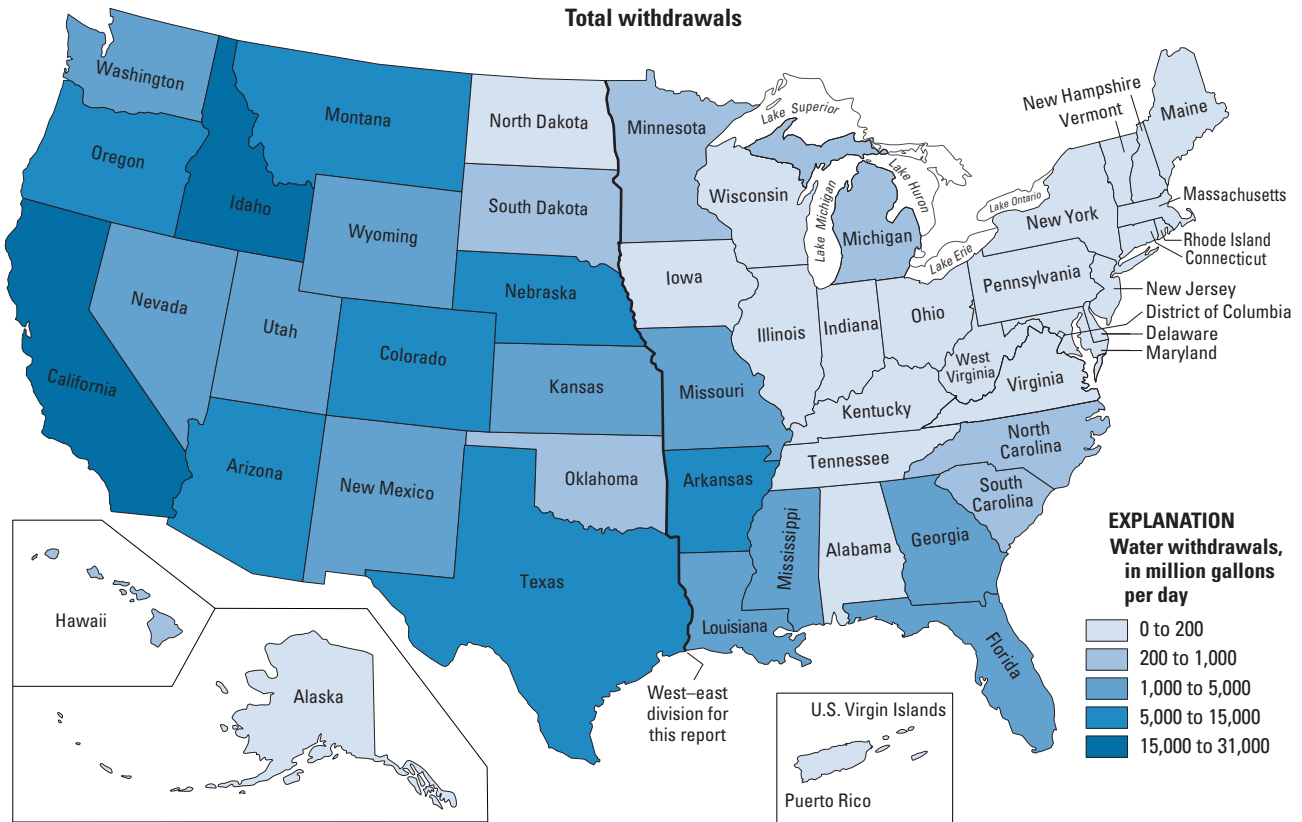 Total withdrawals
Washington
Montana
North Dakota
Minnesota
Lake Superior
New Hampshire
Vermont
Maine
Oregon
Idaho
Wyoming
South Dakota
Wisconsin
Lake Michigan
Lake Huron
Michigan
Lake Ontario
New York
Massachusetts
Rhode Island
Connecticut
Lake Erie
Nevada
Utah
Colorado
Nebraska
Iowa
Illinois
Indiana
Ohio
Pennsylvania
New Jersey
District of Columbia
Delaware
Maryland
California
Kansas
Missouri
Kentucky
West
Virginia
Virginia
Arizona
New Mexico
Oklahoma
Arkansas
Tennessee
North
Carolina
South
Carolina
Texas
Louisiana
Mississippi
Alabama
Georgia
Florida
Hawaii
Alaska
West–east
division for
this report
U.S. Virgin Islands
Puerto Rico
EXPLANATION
Water withdrawals,
in million gallons
per day
0 to 200
200 to 1,000
1,000 to 5,000
5,000 to 15,000
15,000 to 31,000